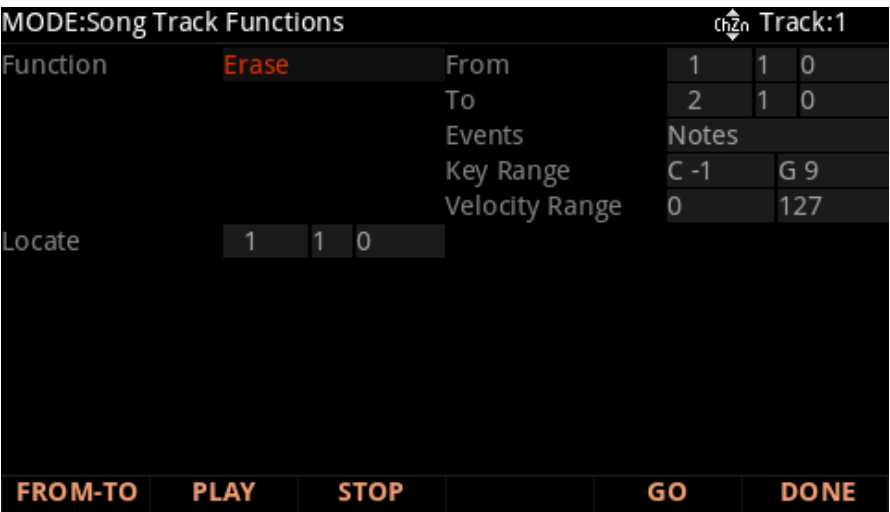 MODE:Song Track Functions ChZn Track:1
Function Erase From 1 1 0
To 2 1 0
Events Notes
Key Range C -1 G 9
Velocity Range 0 127
Locate 1 1 0
FROM-TO PLAY STOP GO DONE